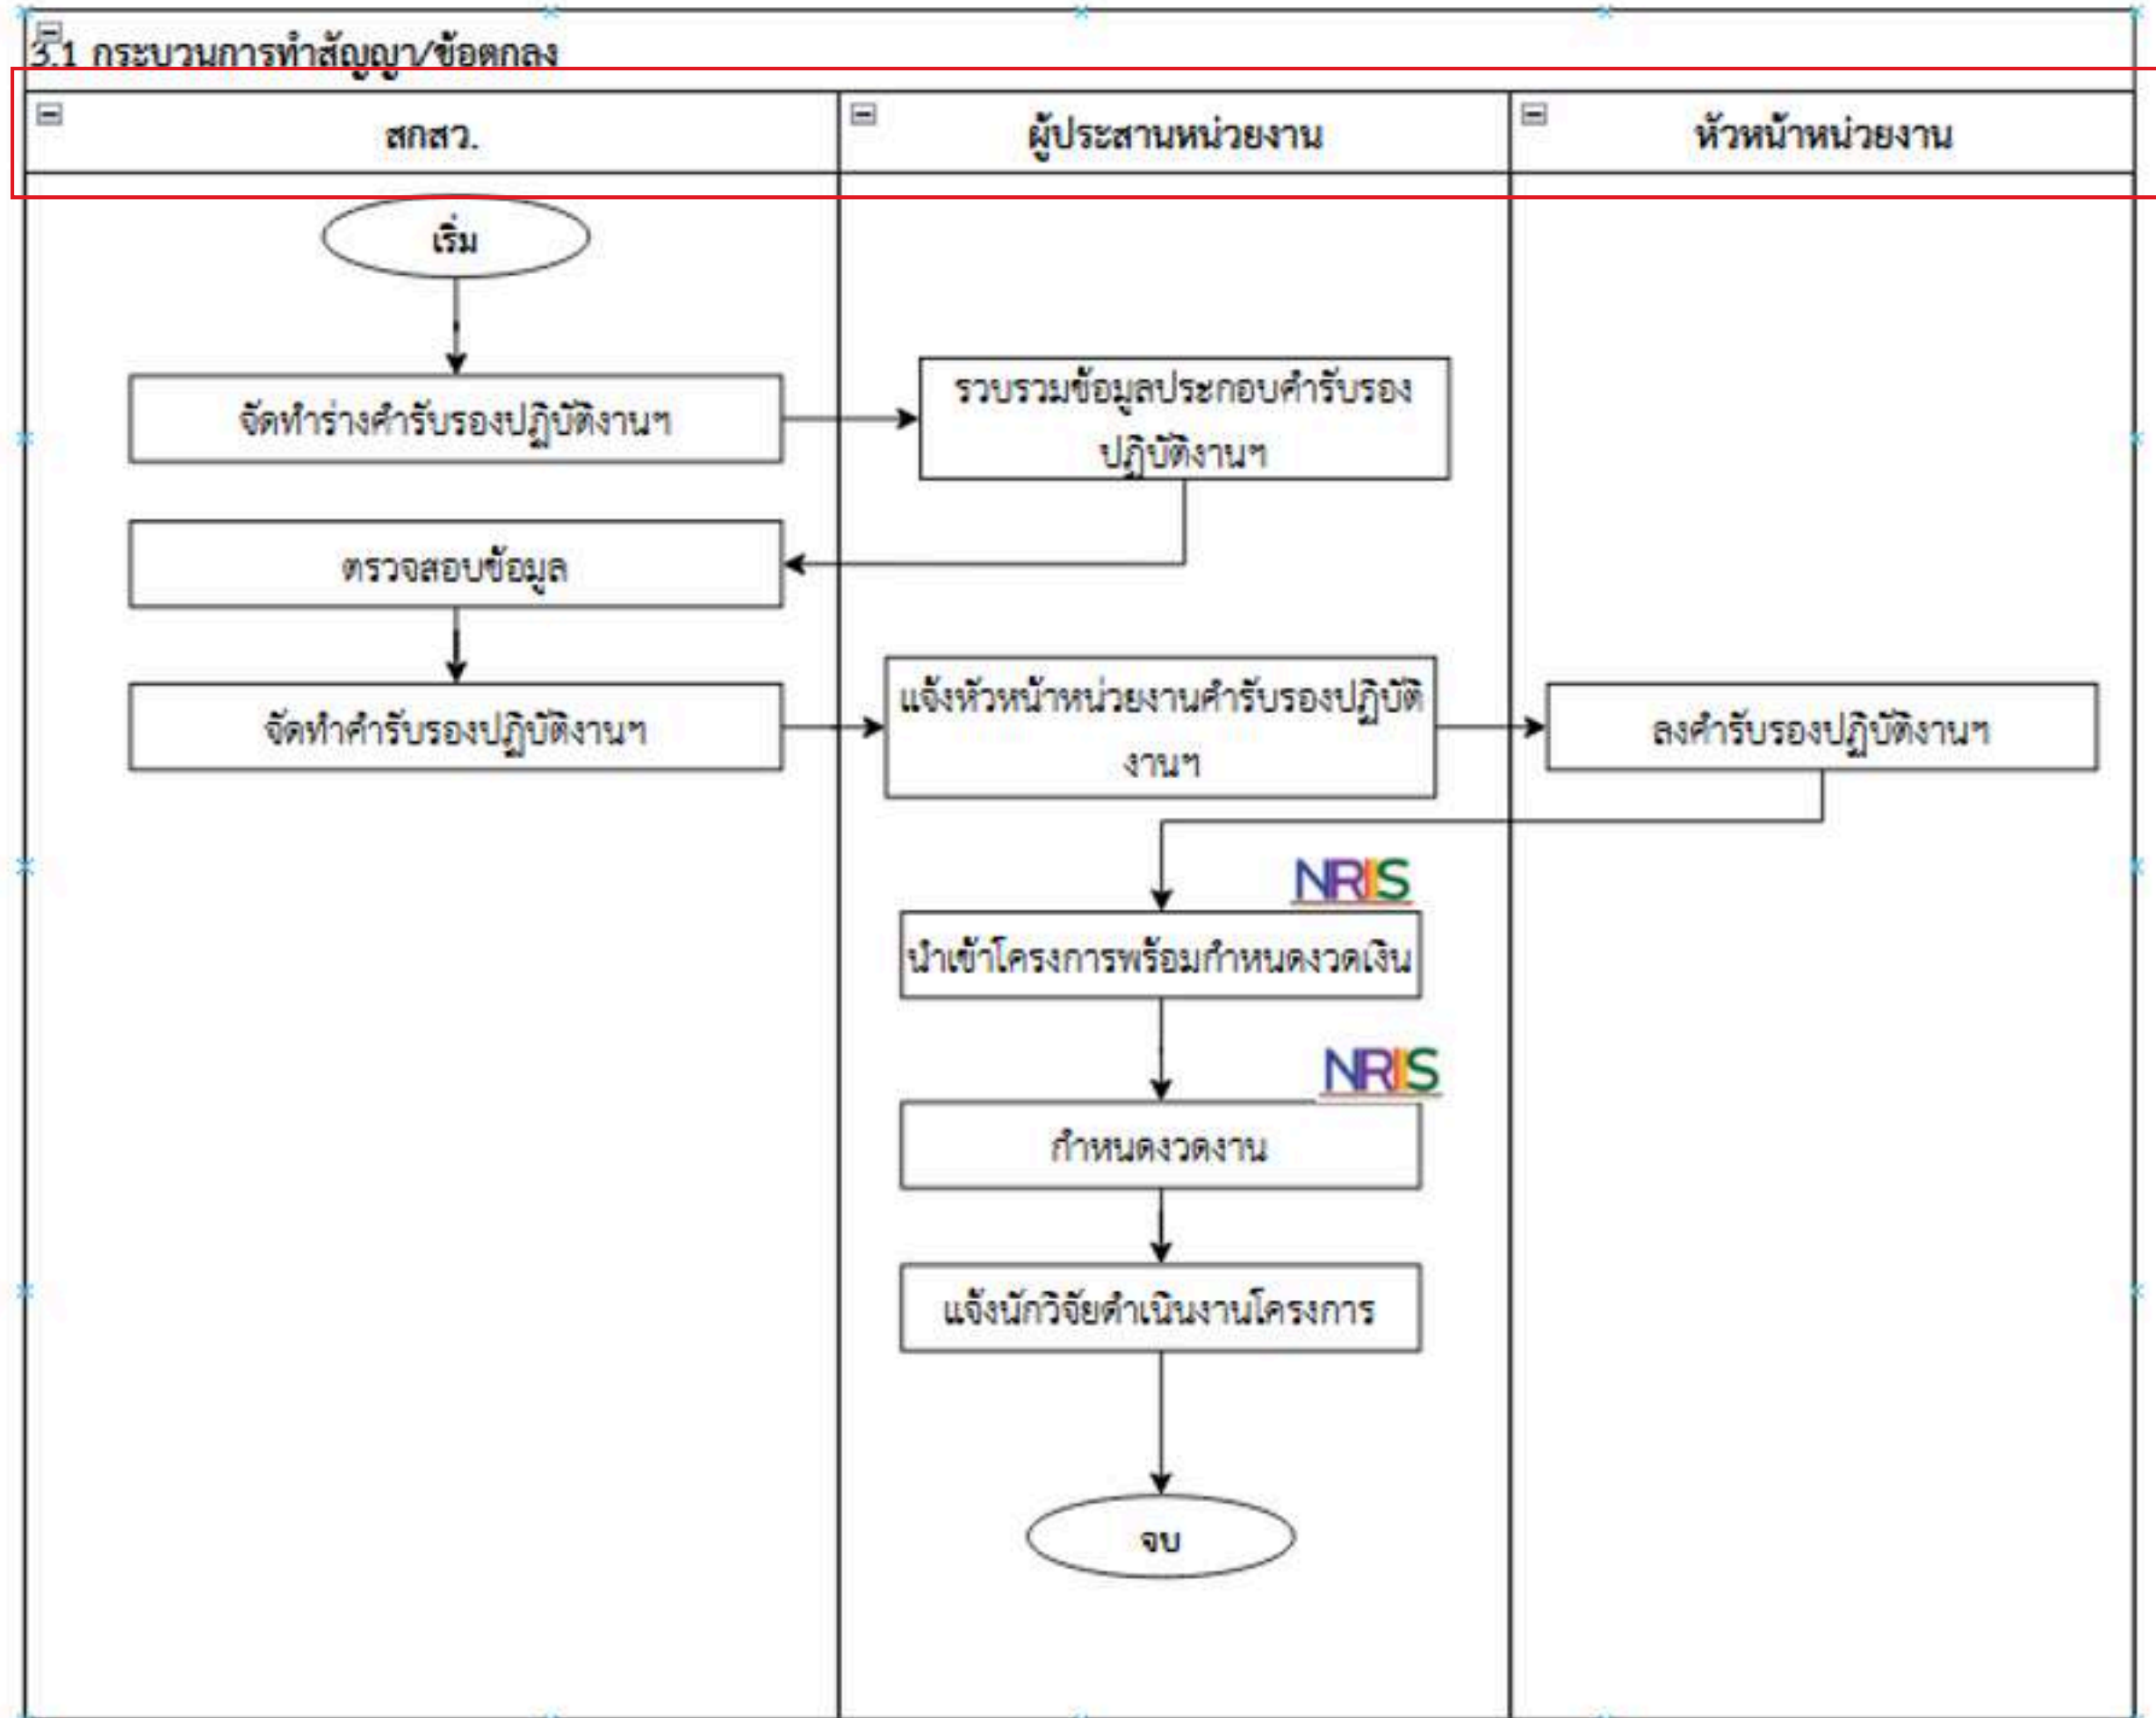 3.1 กระบวนการทำสัญญา/ข้อตกลง
สกสว.
ผู้ประสานหน่วยงาน
หัวหน้าหน่วยงาน
เริ่ม
จัดทำร่างคำรับรองปฏิบัติงานฯ
รวบรวมข้อมูลประกอบคำรับรอง
ปฏิบัติงานฯ
ตรวจสอบข้อมูล
จัดทำคำรับรองปฏิบัติงานฯ
แจ้งหัวหน้าหน่วยงานคำรับรองปฏิบัติ
งานฯ
ลงคำรับรองปฏิบัติงานฯ
NRIIS
นำเข้าโครงการพร้อมกำหนดงวดเงิน
NRIIS
กำหนดงวดงาน
แจ้งนักวิจัยดำเนินงานโครงการ
จบ